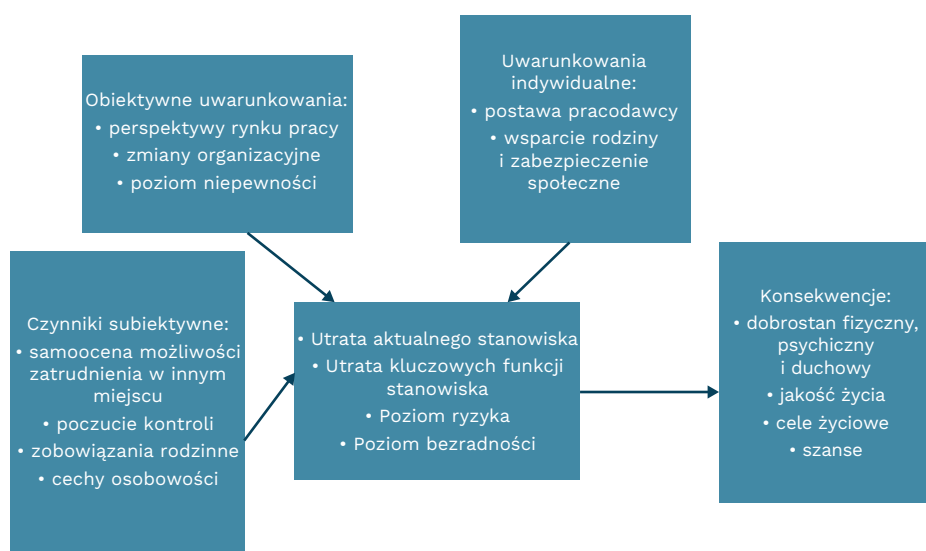 Obiektywne uwarunkowania:
• perspektywy rynku pracy
• zmiany organizacyjne
• poziom niepewności
Uwarunkowania
indywidualne:
• postawa pracodawcy
• wsparcie rodziny
i zabezpieczenie
społeczne
Czynniki subiektywne:
• samoocena możliwości
zatrudnienia w innym
miejscu
• poczucie kontroli
• zobowiązania rodzinne
• cechy osobowości
• Utrata aktualnego stanowiska
• Utrata kluczowych funkcji
stanowiska
• Poziom ryzyka
• Poziom bezradności
Konsekwencje:
• dobrostan fizyczny,
psychiczny
i duchowy
• jakość życia
• cele życiowe
• szanse